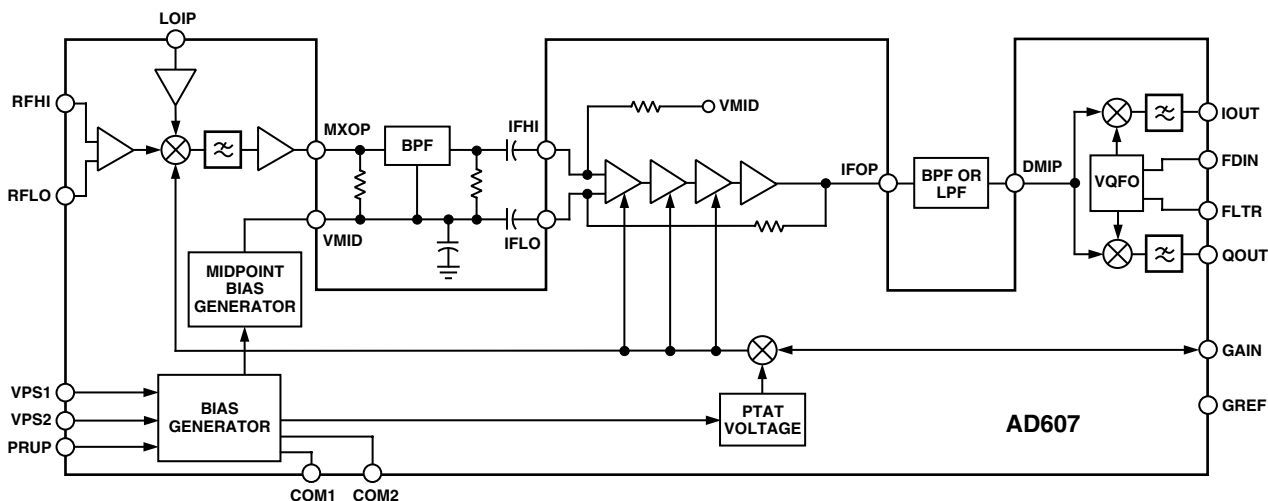 LOIP
RFHI
RFLO
MXOP
BPF
IFHI
VMID
IFLO
VMID
IFOP
BPF OR
LPF
DMIP
VQFO
IOUT
FDIN
FLTR
QOUT
MIDPOINT
BIAS
GENERATOR
GAIN
VPS1
VPS2
PRUP
BIAS
GENERATOR
PTAT
VOLTAGE
GREF
AD607
COM1
COM2